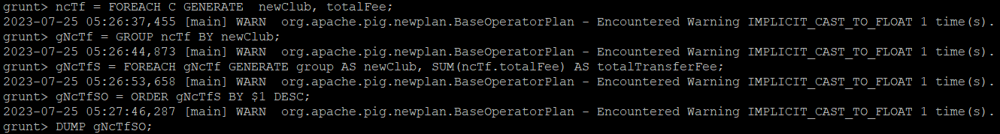 grunt> ncTf = FOREACH C GENERATE  newClub, totalFee;
2023-07-25 05:26:37,455 [main] WARN  org.apache.pig.newplan.BaseOperatorPlan - Encountered Warning IMPLICIT_CAST_TO_FLOAT 1 time(s).
grunt> gNcTf = GROUP ncTf BY newClub;
2023-07-25 05:26:44,873 [main] WARN  org.apache.pig.newplan.BaseOperatorPlan - Encountered Warning IMPLICIT_CAST_TO_FLOAT 1 time(s).
grunt> gNcTfS = FOREACH gNcTf GENERATE group AS newClub, SUM(ncTf.totalFee) AS totalTransferFee;
2023-07-25 05:26:53,658 [main] WARN  org.apache.pig.newplan.BaseOperatorPlan - Encountered Warning IMPLICIT_CAST_TO_FLOAT 1 time(s).
grunt> gNcTfSO = ORDER gNcTfS BY $1 DESC;
2023-07-25 05:27:46,287 [main] WARN  org.apache.pig.newplan.BaseOperatorPlan - Encountered Warning IMPLICIT_CAST_TO_FLOAT 1 time(s).
grunt> DUMP gNcTfSO;